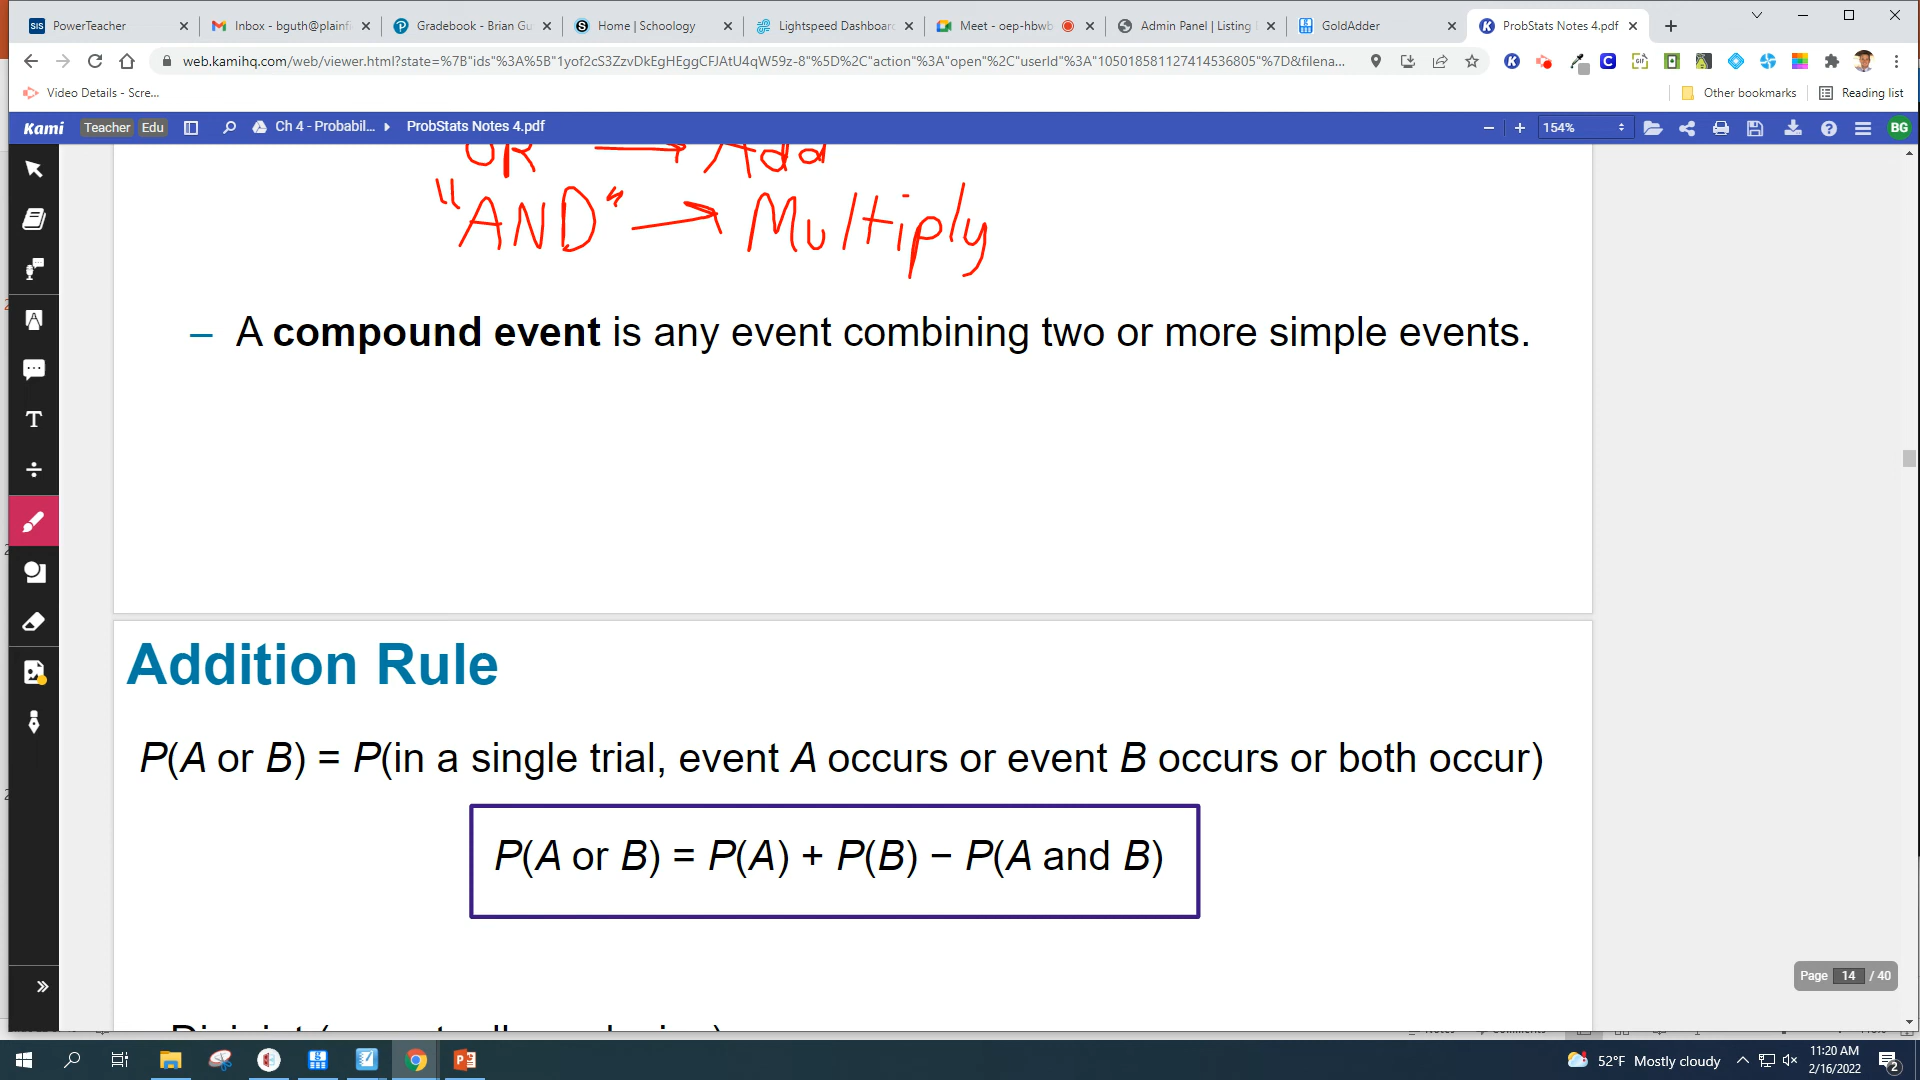 PowerTeacher
Inbox - bguth@plainfi
Gradebook - Brian Gu
Home | Schoology
Lightspeed Dashboard
Meet - oep-hbwb
Admin Panel | Listing
GoldAdder
ProbStats Notes 4.pdf
web.kamihq.com/web/viewer.html?state=%7B"ids"%3A%5B"1yof2cS3ZzvDkEgHEggCFJAtU4qW59z-8"%5D%2C"action"%3A"open"%2C"userId"%3A"105018581127414536805"%7D&filena...
Video Details - Scre...
Other bookmarks
Reading list
Kami Teacher Edu
Ch 4 - Probabil...
ProbStats Notes 4.pdf
154%
BG
OR → Add
"AND" → Multiply
– A compound event is any event combining two or more simple events.
Addition Rule
P(A or B) = P(in a single trial, event A occurs or event B occurs or both occur)
P(A or B) = P(A) + P(B) − P(A and B)
Page 14 / 40
52°F Mostly cloudy
11:20 AM
2/16/2022
2